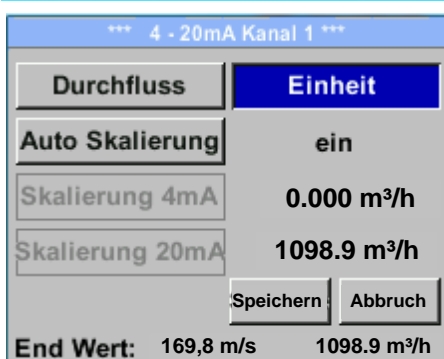 *** 4 - 20mA Kanal 1 ***
Durchfluss Einheit
Auto Skalierung ein
Skalierung 4mA 0.000 m³/h
Skalierung 20mA 1098.9 m³/h
Speichern Abbruch
End Wert: 169,8 m/s 1098.9 m³/h